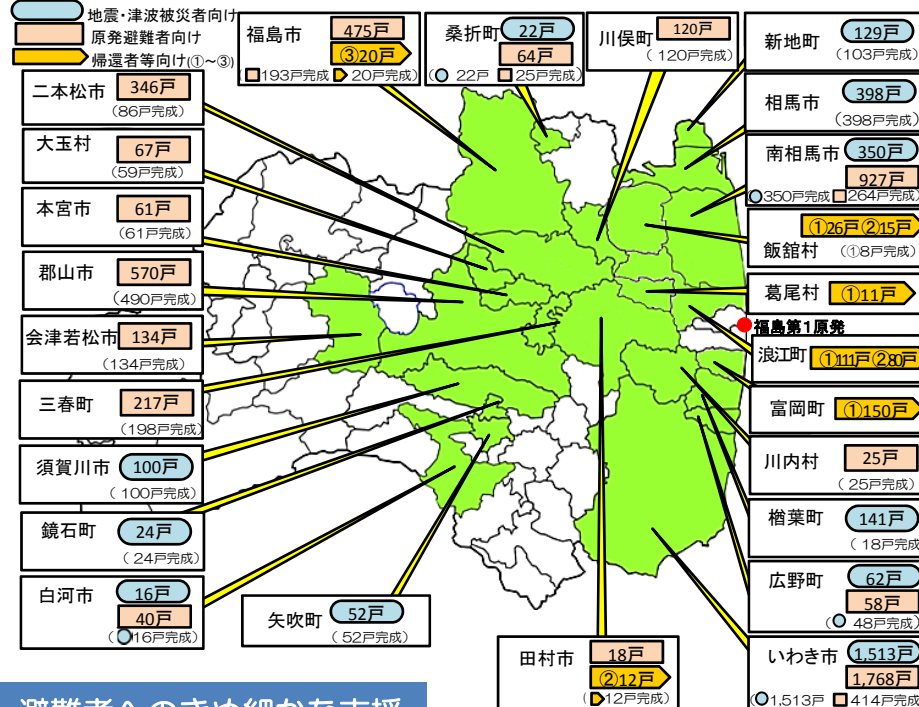 地震・津波被災者向け
原発避難者向け
帰還者等向け(①～③)
福島市 475戸
③20戸
193戸完成 20戸完成
桑折町 22戸
64戸
( 22戸 25戸完成)
川俣町 120戸
(120戸完成)
新地町 129戸
(103戸完成)
相馬市 398戸
(398戸完成)
南相馬市 350戸
927戸
350戸完成 264戸完成)
①26戸②15戸
飯舘村 (①8戸完成)
葛尾村 ①11戸
福島第1原発
浪江町 ①111戸②80戸
富岡町 ①150戸
川内村 25戸
(25戸完成)
楢葉町 141戸
( 18戸完成)
広野町 62戸
58戸
( 48戸完成)
いわき市 1,513戸
1,768戸
( 1,513戸 414戸完成
二本松市 346戸
(86戸完成)
大玉村 67戸
(59戸完成)
本宮市 61戸
(61戸完成)
郡山市 570戸
(490戸完成)
会津若松市 134戸
(134戸完成)
三春町 217戸
(198戸完成)
須賀川市 100戸
(100戸完成)
鏡石町 24戸
(24戸完成)
白河市 16戸
40戸
( 16戸完成)
矢吹町 52戸
(52戸完成)
田村市 18戸
②12戸
( 12戸完成)
避難者へのきめ細かな支援